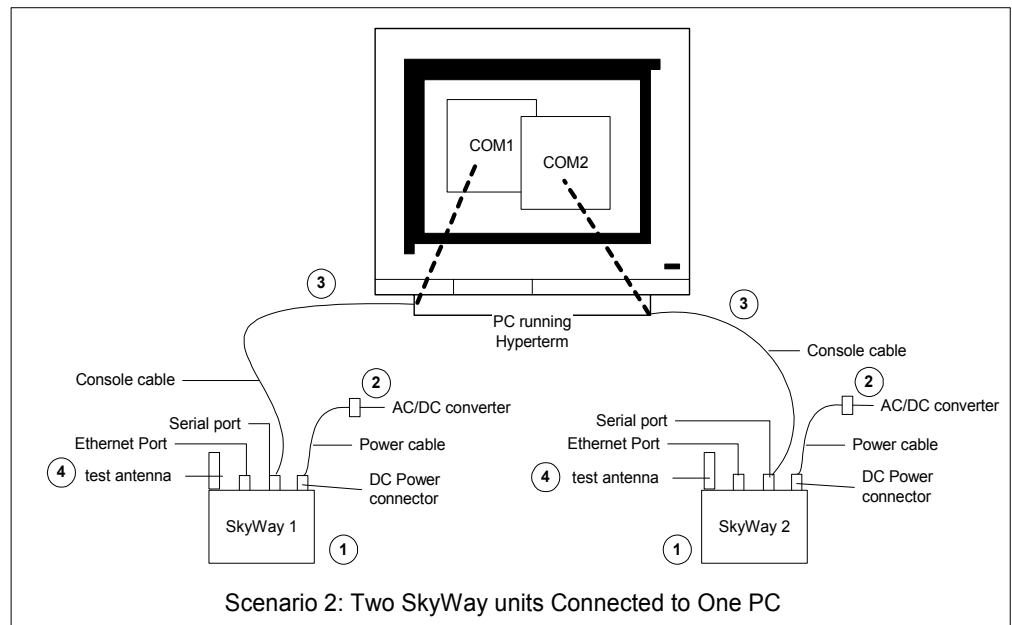 COM1
COM2
3
3
PC running
Hyperterm
Console cable
Console cable
2
2
AC/DC converter
AC/DC converter
Serial port
Serial port
Ethernet Port
Power cable
Ethernet Port
Power cable
4
test antenna
DC Power
connector
4
test antenna
DC Power
connector
SkyWay 1
1
1
SkyWay 2
Scenario 2: Two SkyWay units Connected to One PC